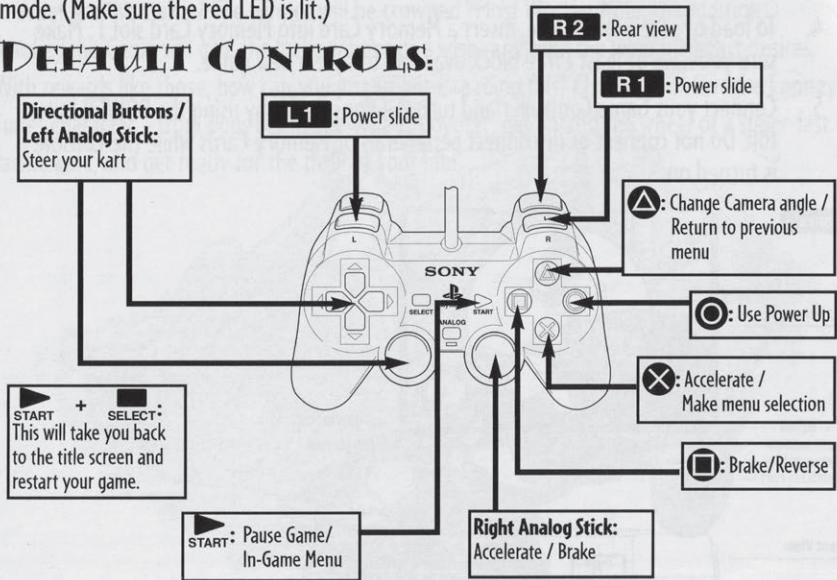 mode. (Make sure the red LED is lit.)
DEFAULT CONTROLS:
R2: Rear view
R1: Power slide
L1: Power slide
Directional Buttons /
Left Analog Stick:
Steer your kart
Change Camera angle /
Return to previous
menu
L
R
SONY
SELECT
START
ANALOG
Use Power Up
Accelerate /
Make menu selection
Brake/Reverse
START + SELECT:
This will take you back
to the title screen and
restart your game.
START: Pause Game/
In-Game Menu
Right Analog Stick:
Accelerate / Brake